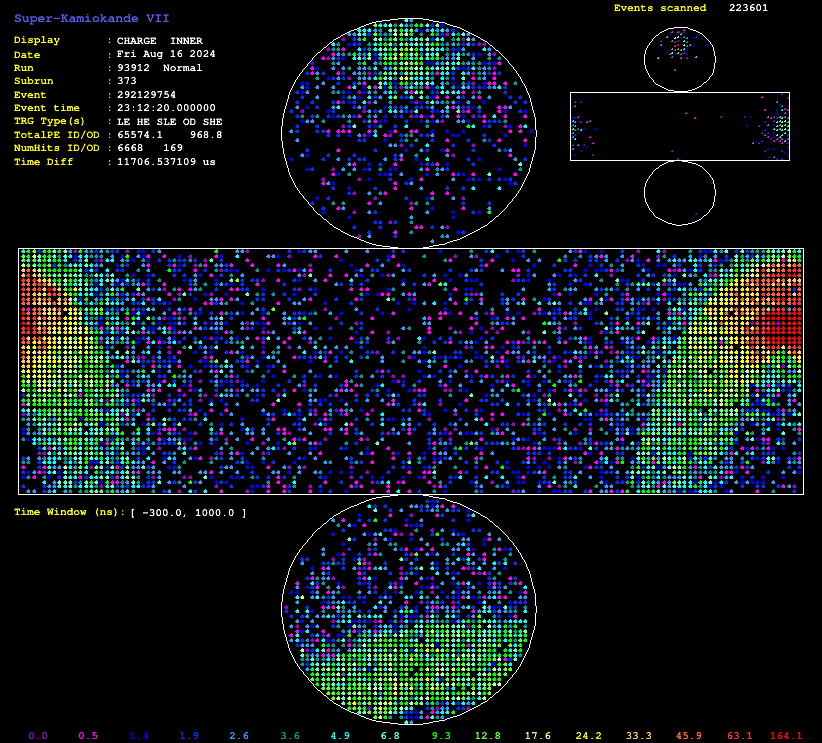 Super-Kamiokande VII
Events scanned 223601
Display : CHARGE INNER
Date : Fri Aug 16 2024
Run : 93912 Normal
Subrun : 373
Event : 292129754
Event time : 23:12:20.000000
TRG Type(s) : LE HE SLE OD SHE
TotalPE ID/OD : 65574.1 968.8
NumHits ID/OD : 6668 169
Time Diff : 11706.537109 us
Time Window (ns): [ -300.0, 1000.0 ]
0.0 0.5 1.4 1.9 2.6 3.6 4.9 6.8 9.3 12.8 17.6 24.2 33.3 45.9 63.1 164.1